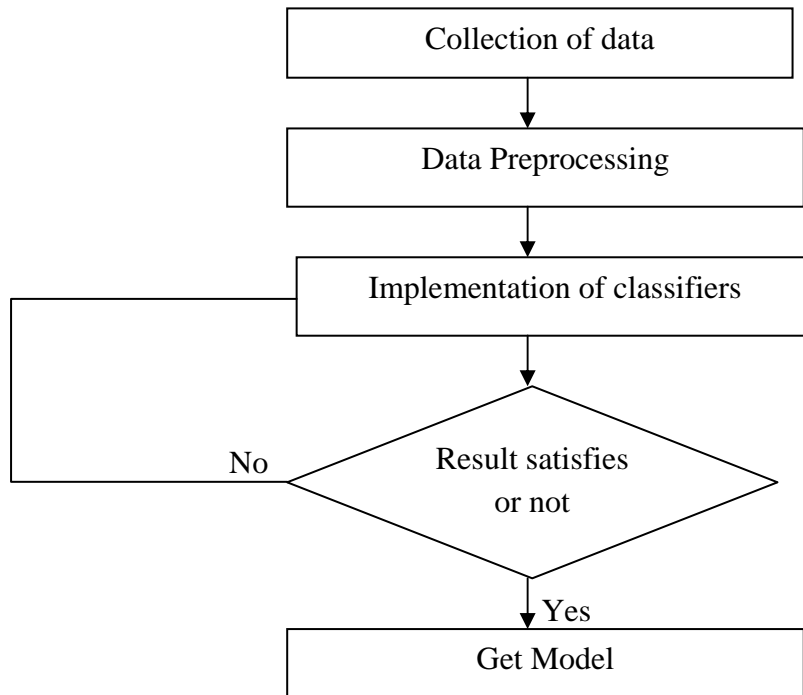 Collection of data
Data Preprocessing
Implementation of classifiers
Result satisfies
or not
No
Yes
Get Model